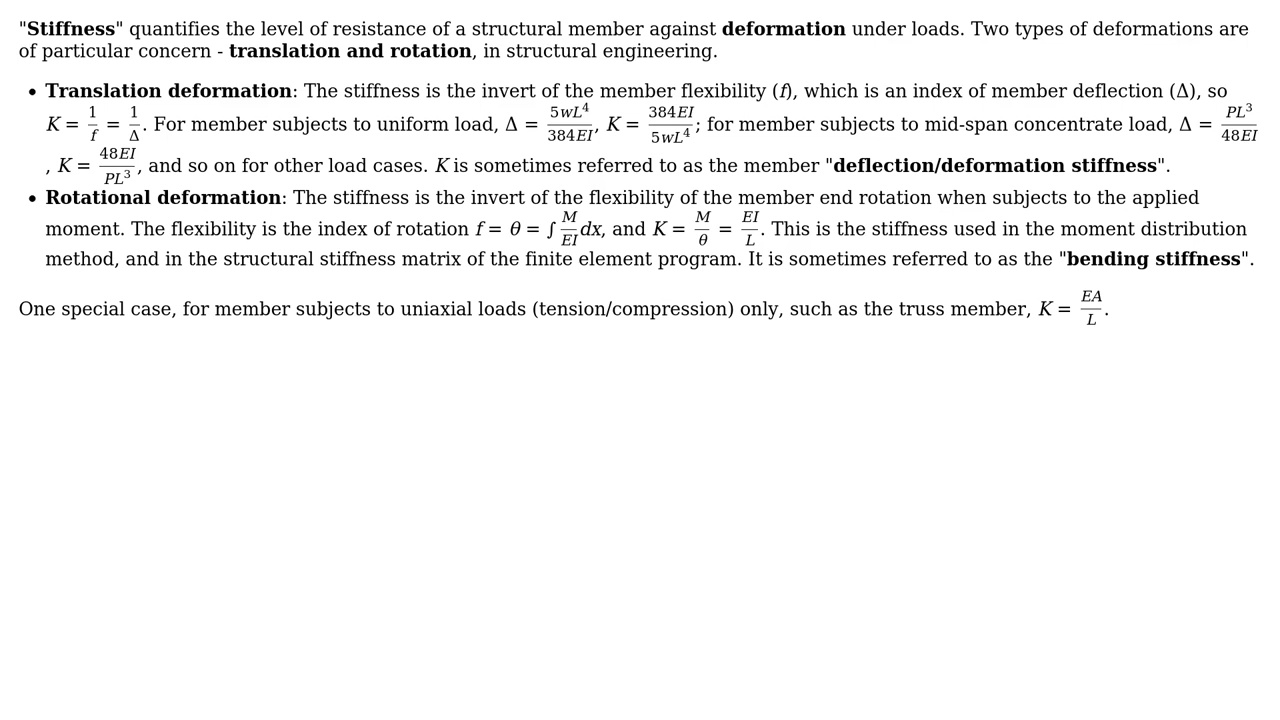 "Stiffness" quantifies the level of resistance of a structural member against deformation under loads. Two types of deformations are
of particular concern - translation and rotation, in structural engineering.
• Translation deformation: The stiffness is the invert of the member flexibility (f), which is an index of member deflection (Δ), so
K = 1/f = 1/Δ. For member subjects to uniform load, Δ = 5wL⁴/384EI, K = 384EI/5wL⁴; for member subjects to mid-span concentrate load, Δ = PL³/48EI
, K = 48EI/PL³, and so on for other load cases. K is sometimes referred to as the member "deflection/deformation stiffness".
• Rotational deformation: The stiffness is the invert of the flexibility of the member end rotation when subjects to the applied
moment. The flexibility is the index of rotation f = θ = ∫ M/EI dx, and K = M/θ = EI/L. This is the stiffness used in the moment distribution
method, and in the structural stiffness matrix of the finite element program. It is sometimes referred to as the "bending stiffness".
One special case, for member subjects to uniaxial loads (tension/compression) only, such as the truss member, K = EA/L.